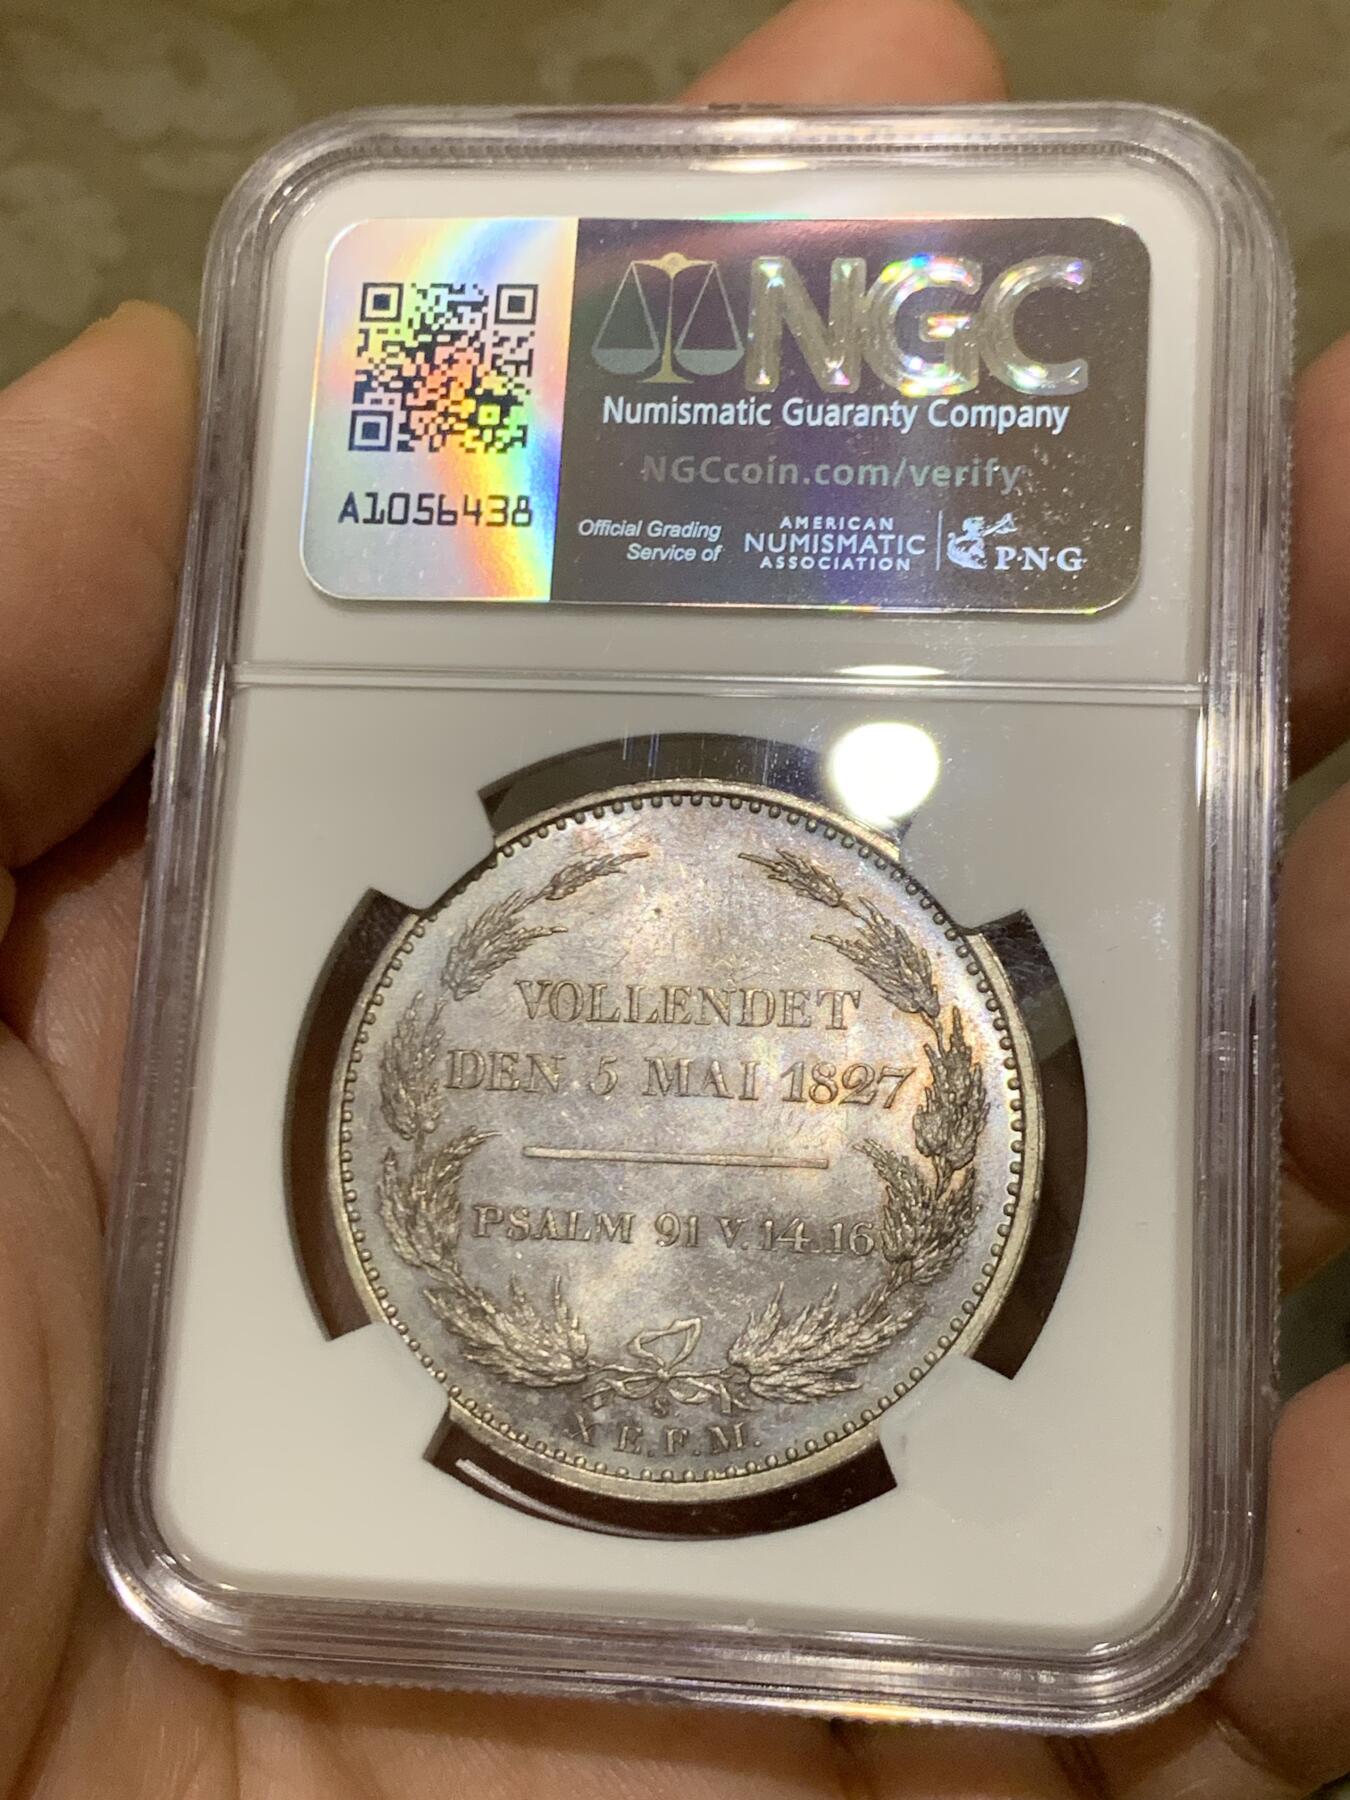 NGC
Numismatic Guaranty Company
NGCcoin.com/verify
A1056438
Official Grading
Service of
AMERICAN
NUMISMATIC
ASSOCIATION
P·N·G
VOLLENDET
DEN 5 MAI 1827
PSALM 91 V. 14.16
S.
X E.F.M.